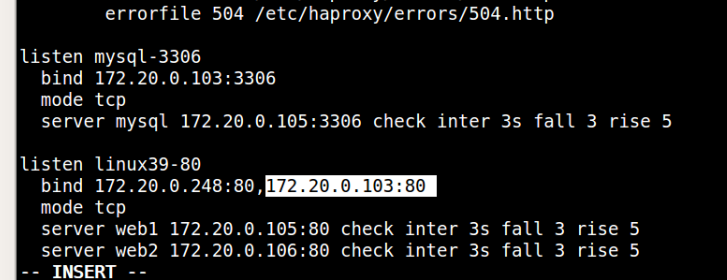 errorfile 504 /etc/haproxy/errors/504.http
listen mysql-3306
bind 172.20.0.103:3306
mode tcp
server mysql 172.20.0.105:3306 check inter 3s fall 3 rise 5
listen linux39-80
bind 172.20.0.248:80,172.20.0.103:80
mode tcp
server web1 172.20.0.105:80 check inter 3s fall 3 rise 5
server web2 172.20.0.106:80 check inter 3s fall 3 rise 5
-- INSERT --